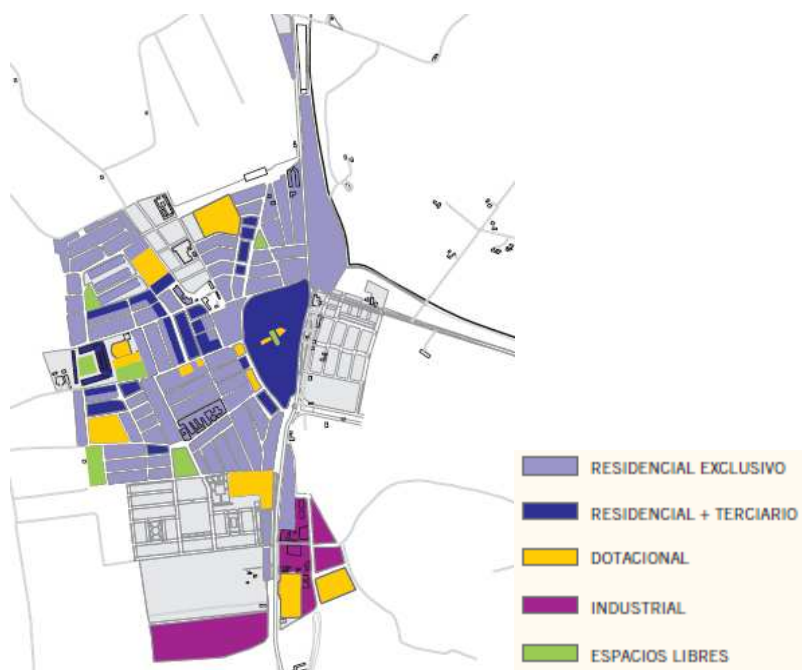 RESIDENCIAL EXCLUSIVO
RESIDENCIAL + TERCIARIO
DOTACIONAL
INDUSTRIAL
ESPACIOS LIBRES